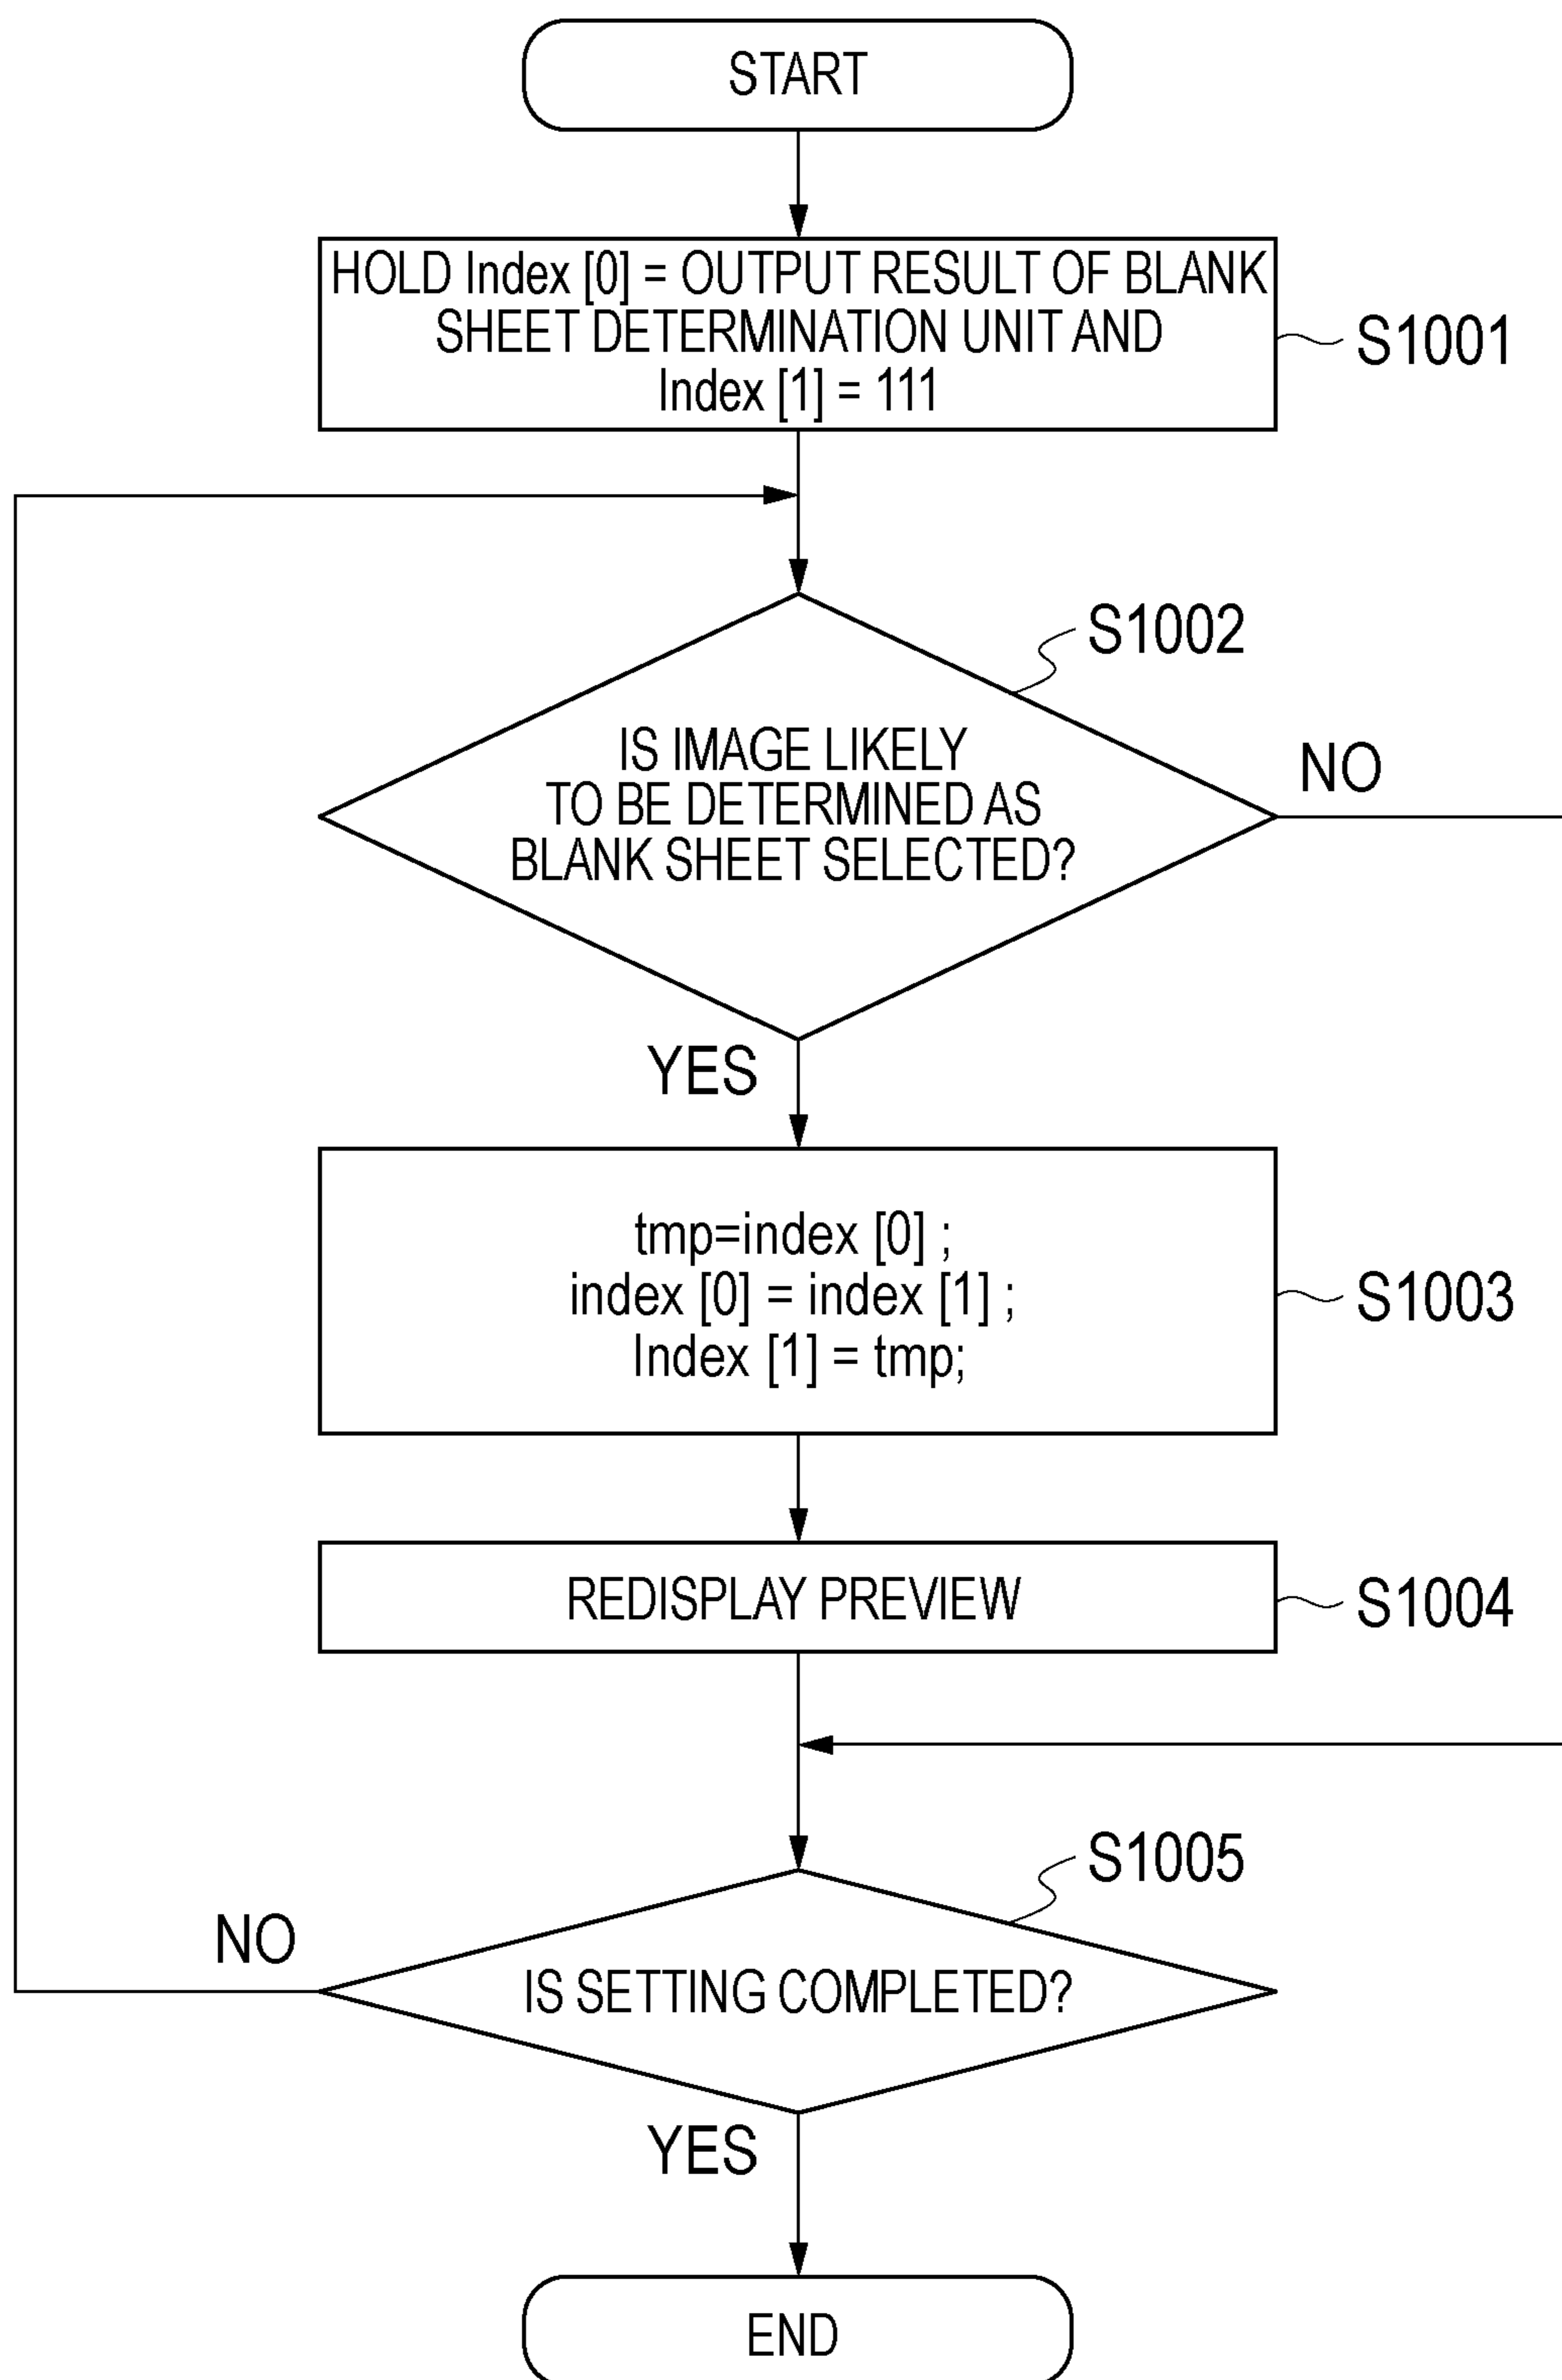 START
HOLD Index [0] = OUTPUT RESULT OF BLANK
SHEET DETERMINATION UNIT AND
Index [1] = 111
S1001
S1002
IS IMAGE LIKELY
TO BE DETERMINED AS
BLANK SHEET SELECTED?
NO
YES
tmp=index [0] ;
index [0] = index [1] ;
Index [1] = tmp;
S1003
REDISPLAY PREVIEW
S1004
S1005
NO
IS SETTING COMPLETED?
YES
END